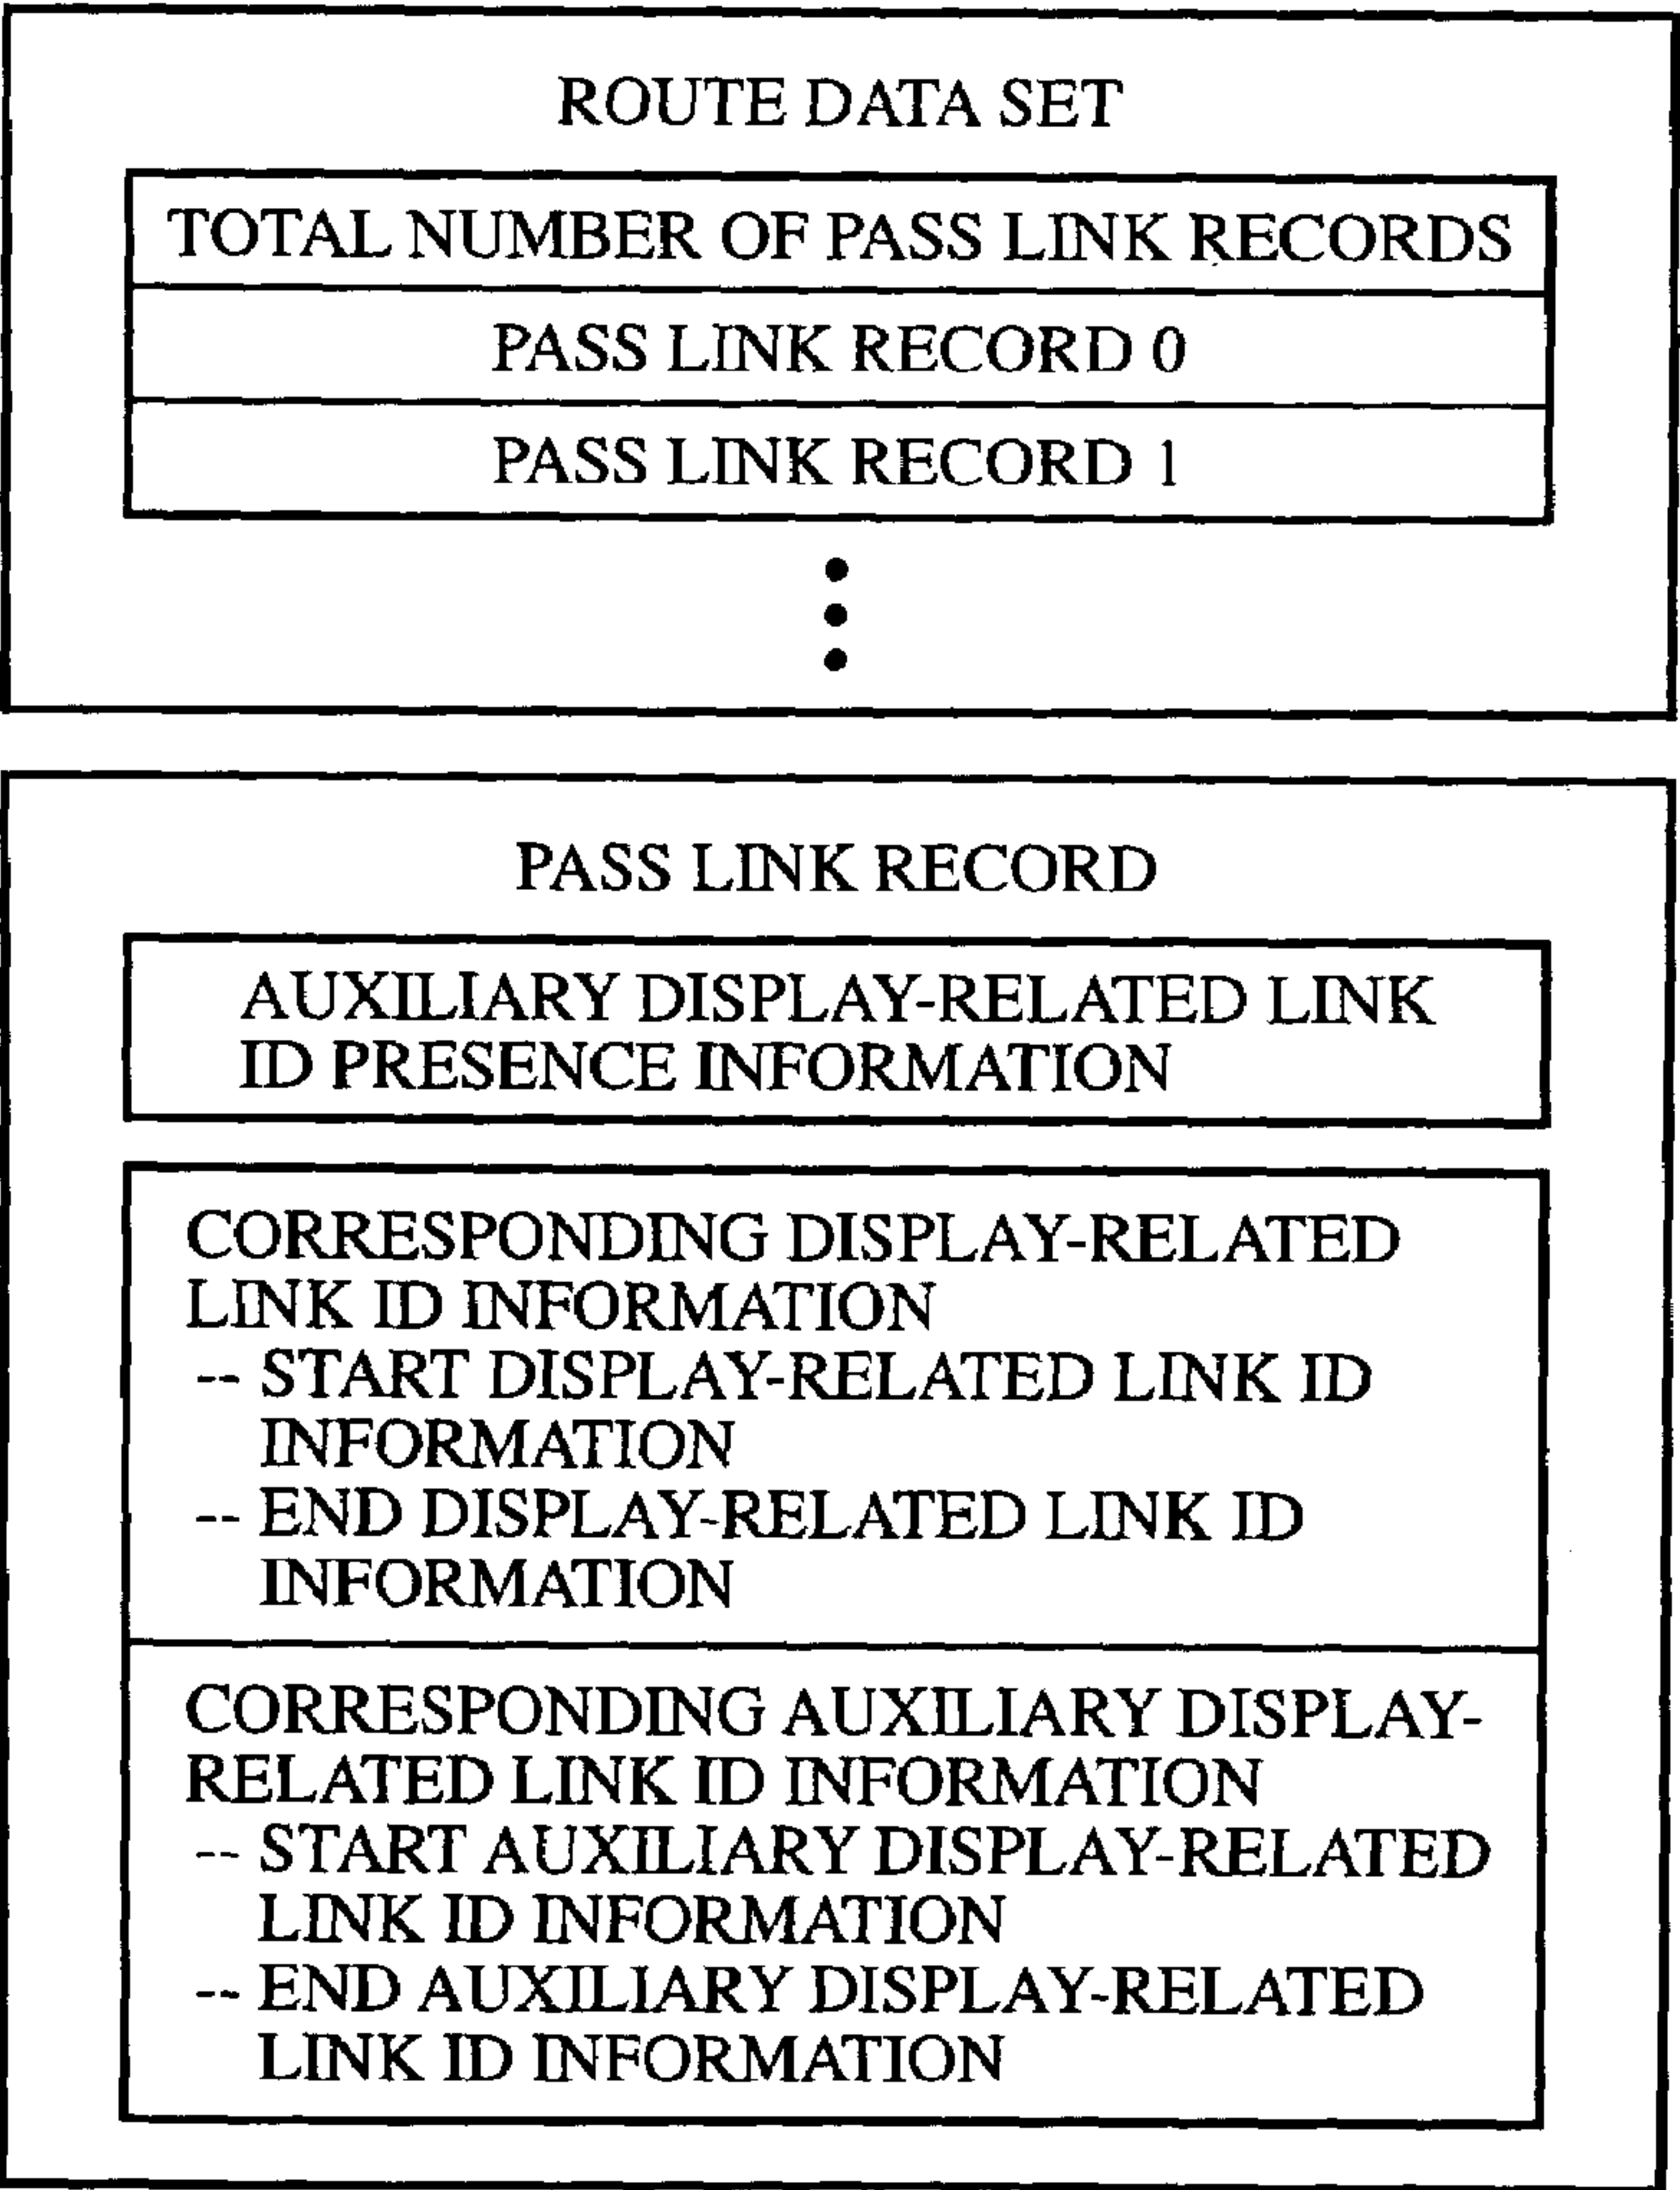 ROUTE DATA SET
TOTAL NUMBER OF PASS LINK RECORDS
PASS LINK RECORD 0
PASS LINK RECORD 1
PASS LINK RECORD
AUXILIARY DISPLAY-RELATED LINK
ID PRESENCE INFORMATION
CORRESPONDING DISPLAY-RELATED
LINK ID INFORMATION
-- START DISPLAY-RELATED LINK ID
INFORMATION
-- END DISPLAY-RELATED LINK ID
INFORMATION
CORRESPONDING AUXILIARY DISPLAY-
RELATED LINK ID INFORMATION
-- START AUXILIARY DISPLAY-RELATED
LINK ID INFORMATION
-- END AUXILIARY DISPLAY-RELATED
LINK ID INFORMATION